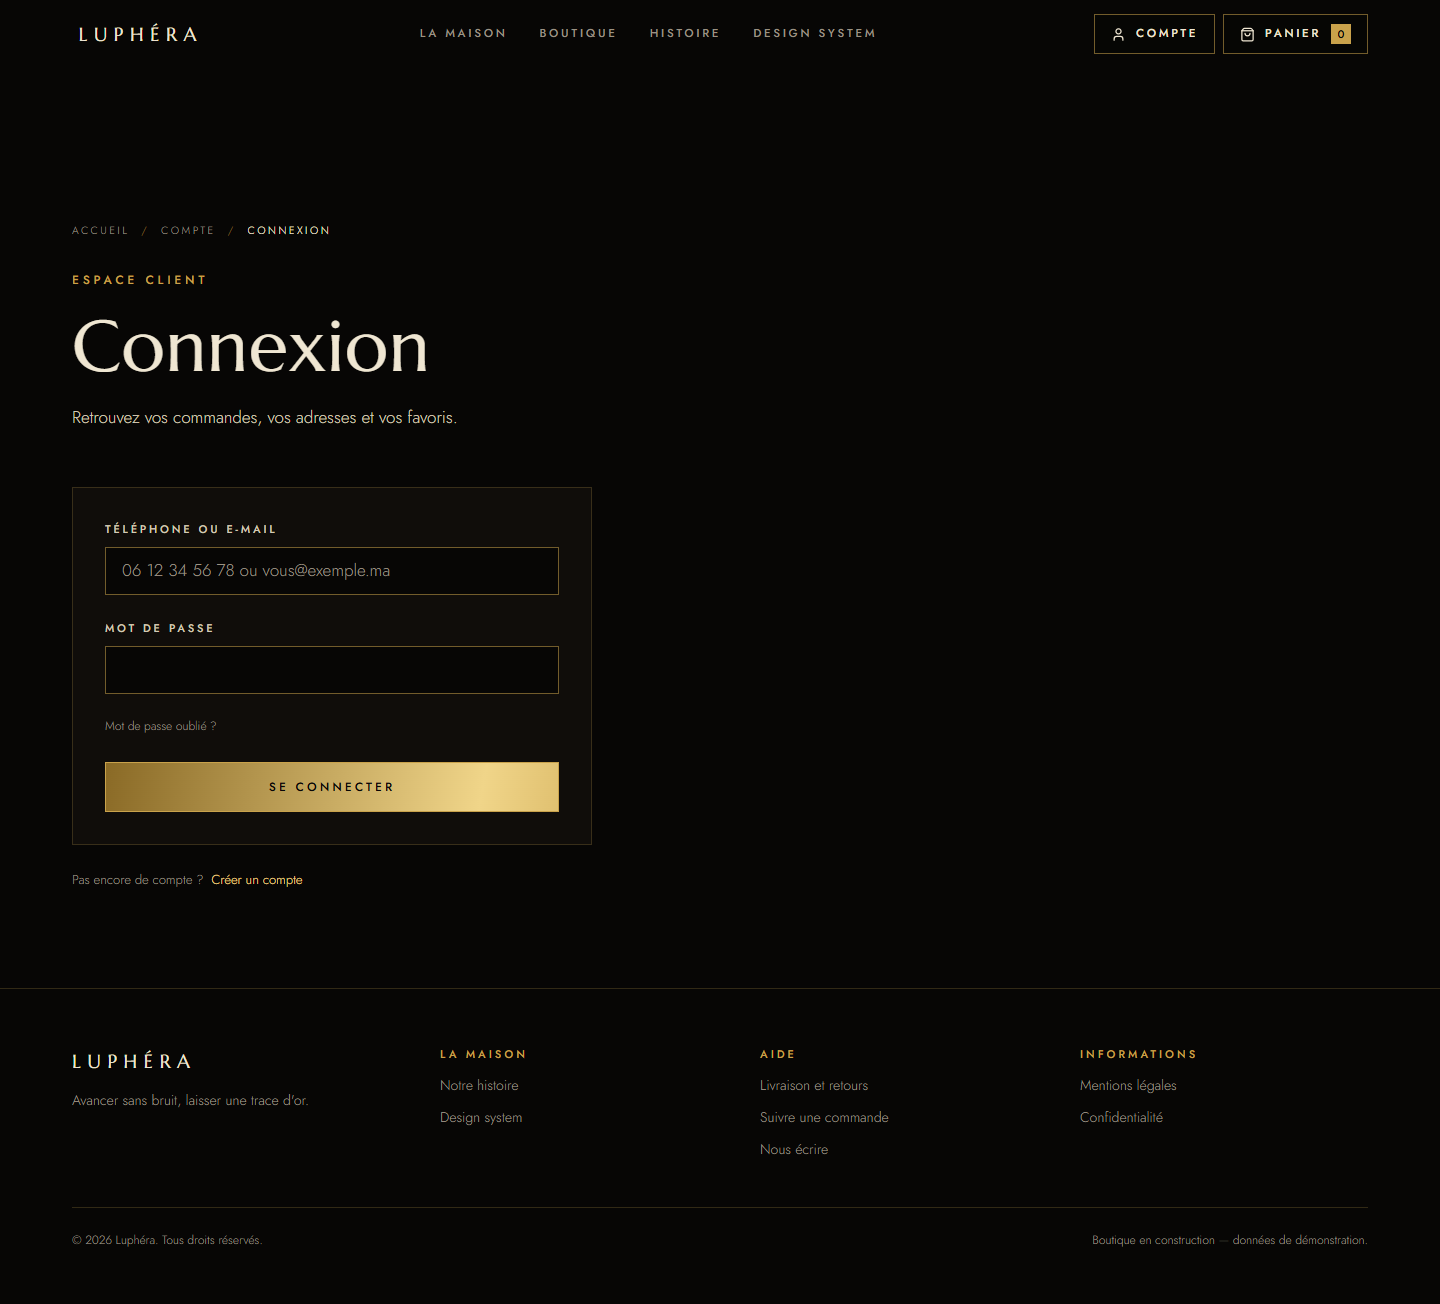 LUPHÉRA
LA MAISON
BOUTIQUE
HISTOIRE
DESIGN SYSTEM
COMPTE
PANIER 0
ACCUEIL / COMPTE / CONNEXION
ESPACE CLIENT
Connexion
Retrouvez vos commandes, vos adresses et vos favoris.
TÉLÉPHONE OU E-MAIL
06 12 34 56 78 ou vous@exemple.ma
MOT DE PASSE
Mot de passe oublié ?
SE CONNECTER
Pas encore de compte ? Créer un compte
LUPHÉRA
Avancer sans bruit, laisser une trace d'or.
LA MAISON
Notre histoire
Design system
AIDE
Livraison et retours
Suivre une commande
Nous écrire
INFORMATIONS
Mentions légales
Confidentialité
© 2026 Luphéra. Tous droits réservés.
Boutique en construction — données de démonstration.